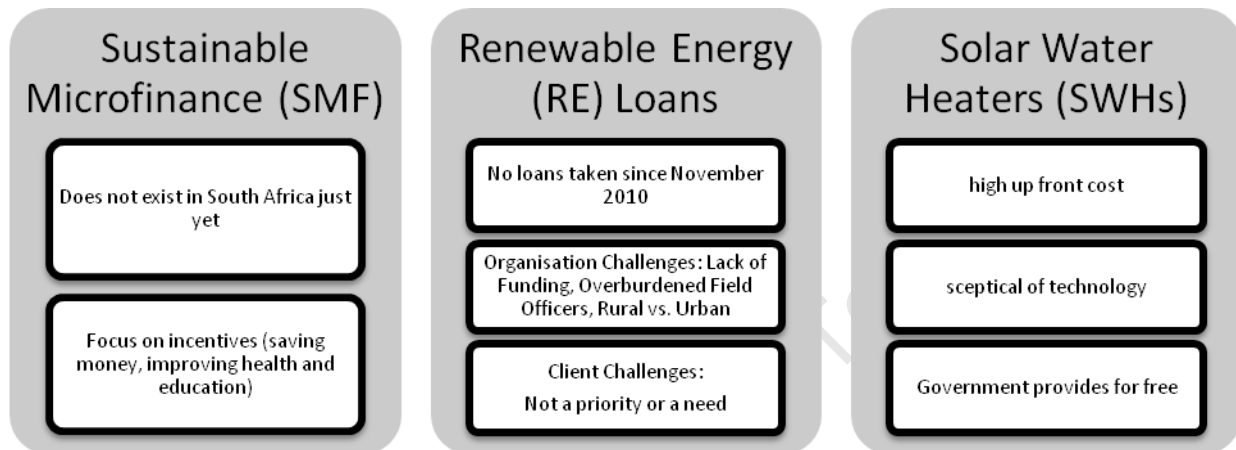 Sustainable
Microfinance (SMF)
Does not exist in South Africa just
yet
Focus on incentives (saving
money, improving health and
education)
Renewable Energy
(RE) Loans
No loans taken since November
2010
Organisation Challenges: Lack of
Funding, Overburdened Field
Officers, Rural vs. Urban
Client Challenges:
Not a priority or a need
Solar Water
Heaters (SWHs)
high up front cost
sceptical of technology
Government provides for free